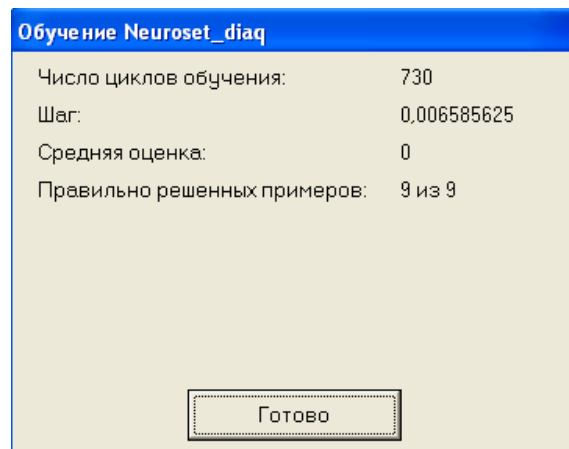 Обучение Neuroset_diaq
Число циклов обучения: 730
Шаг: 0,006585625
Средняя оценка: 0
Правильно решенных примеров: 9 из 9
Готово